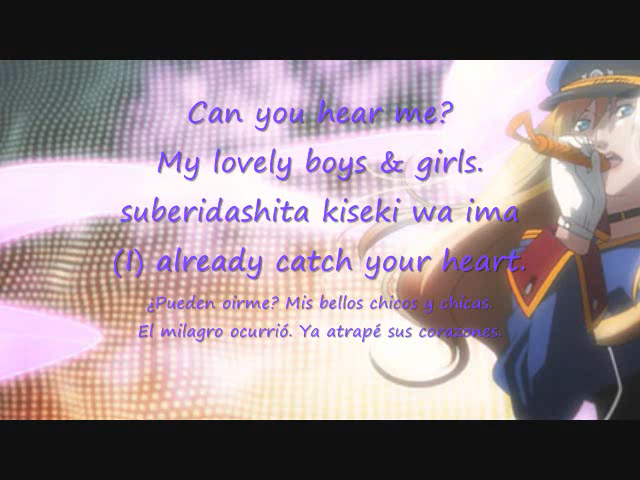 Can you hear me?
My lovely boys & girls.
suberidashita kiseki wa ima
(I) already catch your heart.
¿Pueden oirme? Mis bellos chicos y chicas.
El milagro ocurrió. Ya atrapé sus corazones.